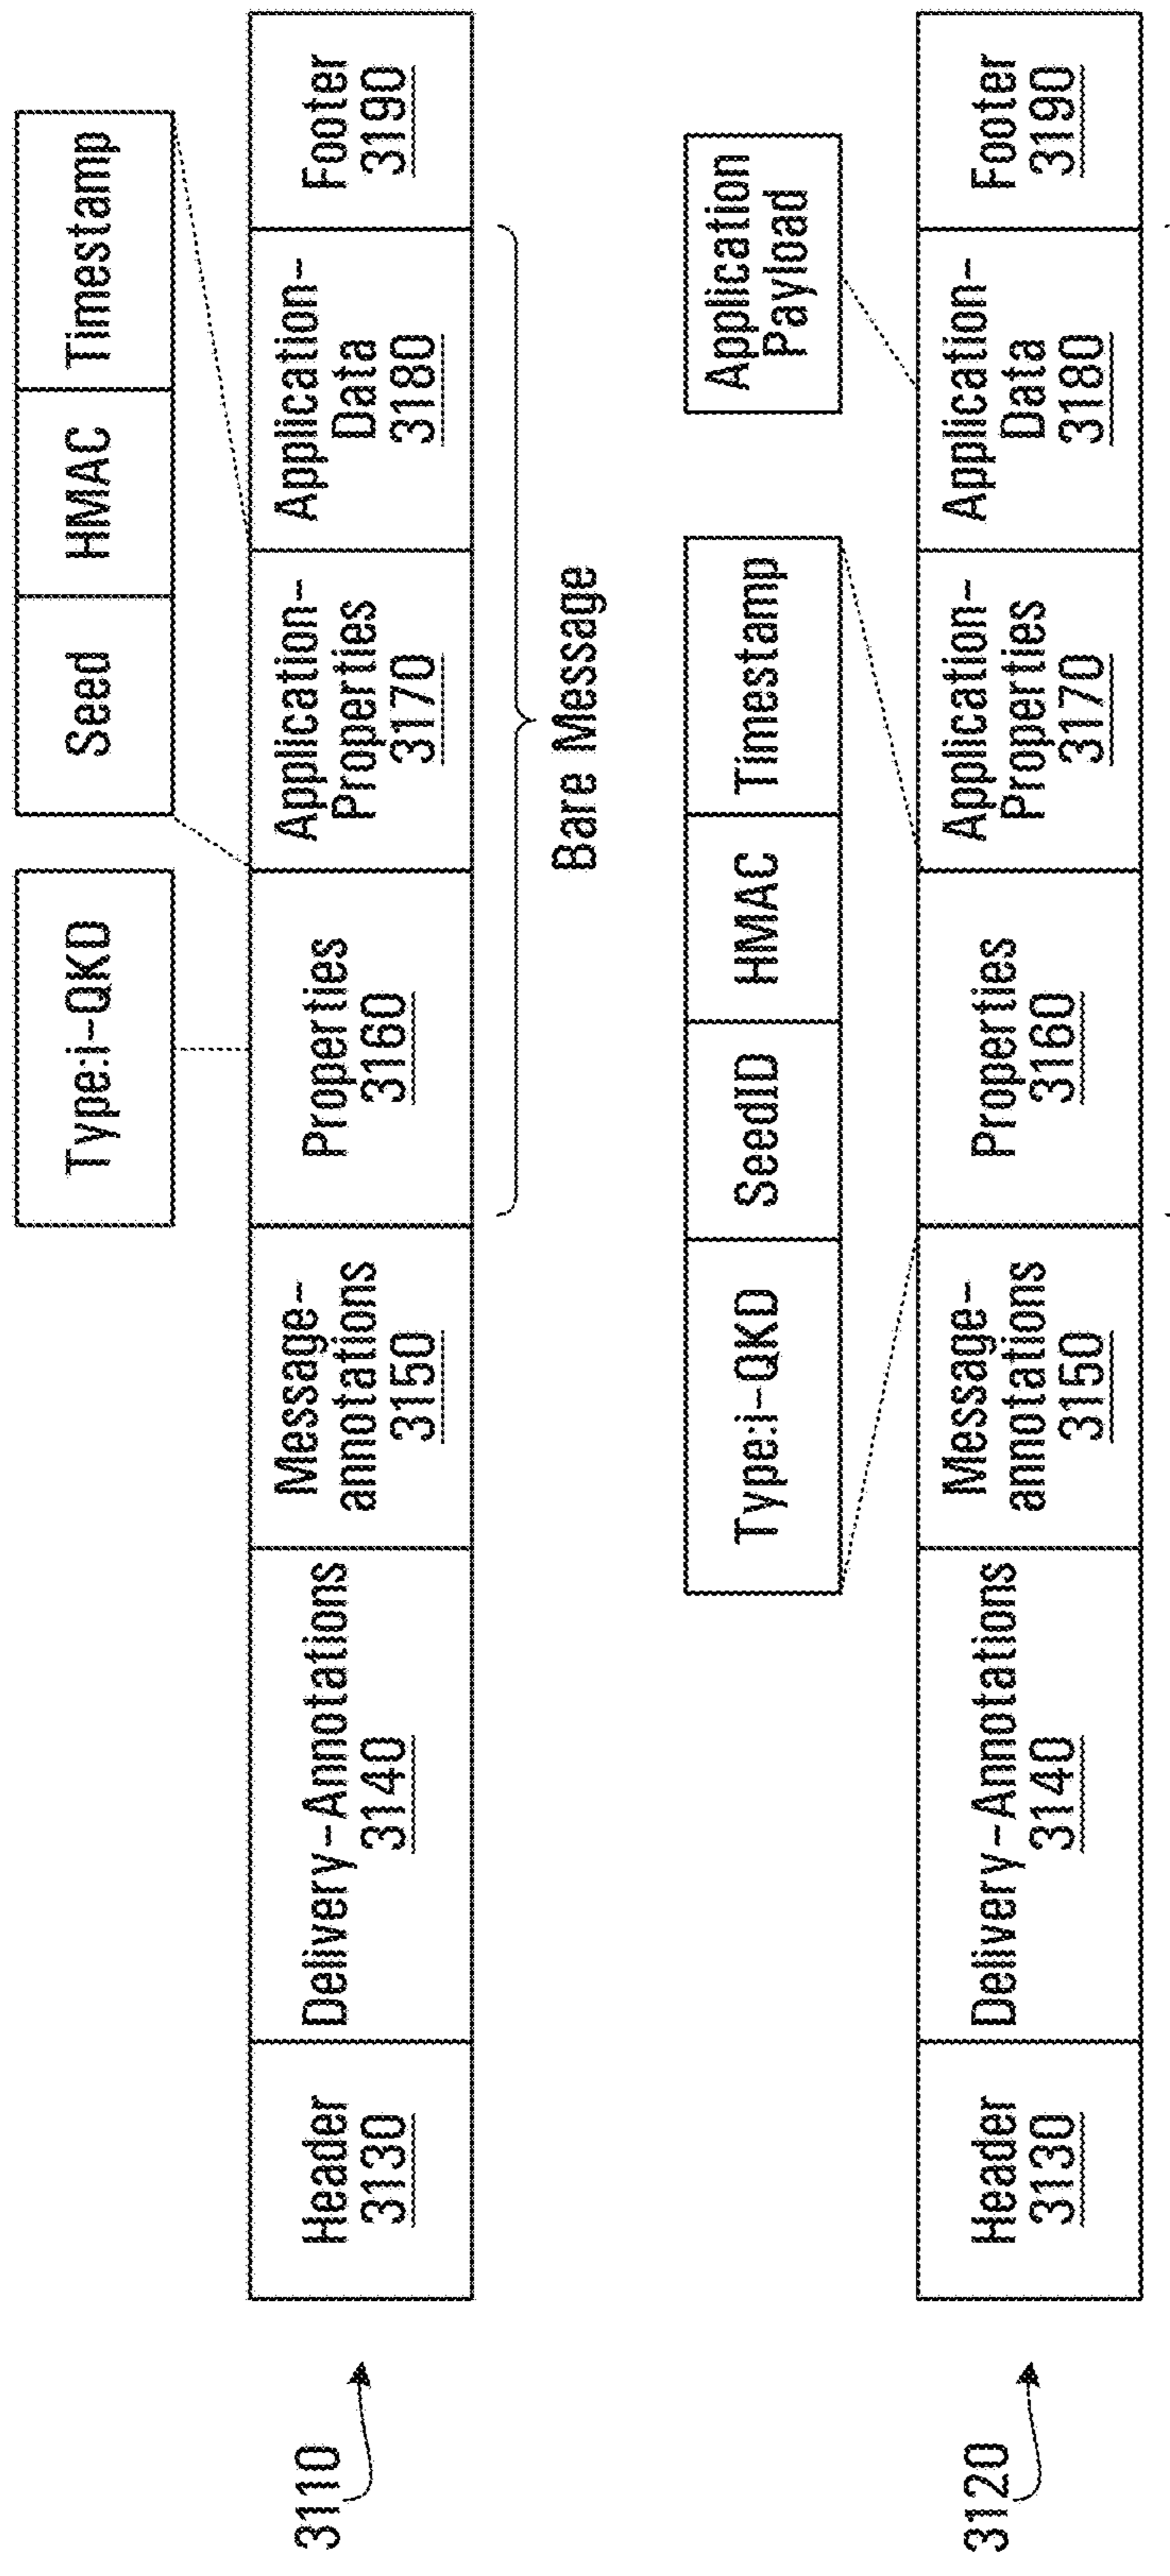 Type:i-QKD
Seed
HMAC
Timestamp
3110
Header
3130
Delivery-Annotations
3140
Message-
annotations
3150
Properties
3160
Application-
Properties
3170
Application-
Data
3180
Footer
3190
Bare Message
Type:i-QKD
SeedID
HMAC
Timestamp
Application
Payload
3120
Header
3130
Delivery-Annotations
3140
Message-
annotations
3150
Properties
3160
Application-
Properties
3170
Application-
Data
3180
Footer
3190